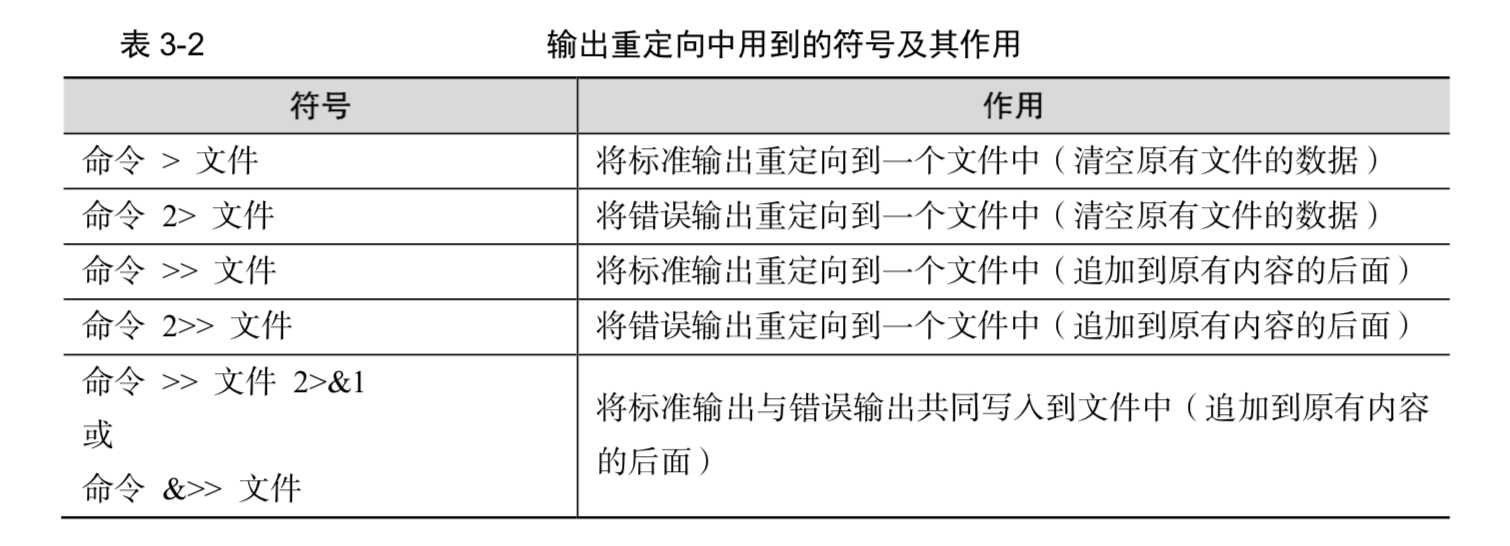 表 3-2 输出重定向中用到的符号及其作用
符号 作用
命令 > 文件 将标准输出重定向到一个文件中（清空原有文件的数据）
命令 2> 文件 将错误输出重定向到一个文件中（清空原有文件的数据）
命令 >> 文件 将标准输出重定向到一个文件中（追加到原有内容的后面）
命令 2>> 文件 将错误输出重定向到一个文件中（追加到原有内容的后面）
命令 >> 文件 2>&1
或
命令 &>> 文件
将标准输出与错误输出共同写入到文件中（追加到原有内容
的后面）